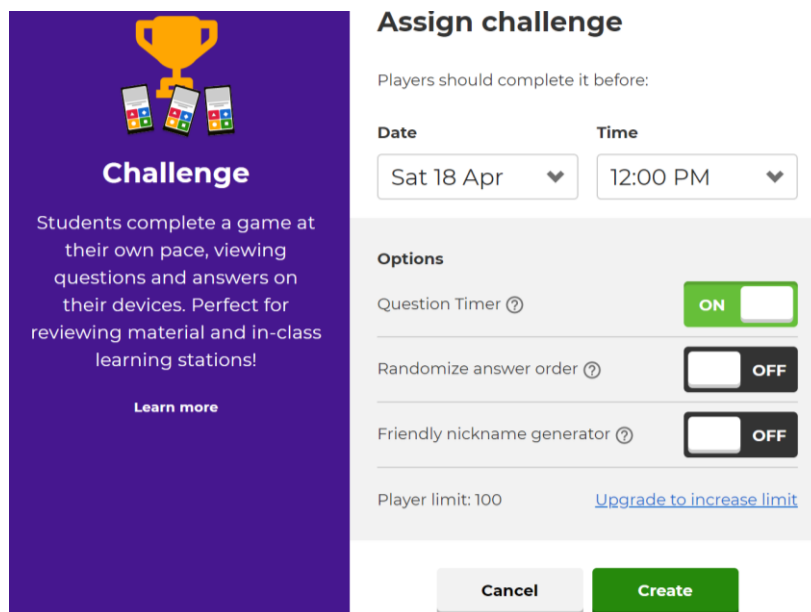 Challenge
Students complete a game at
their own pace, viewing
questions and answers on
their devices. Perfect for
reviewing material and in-class
learning stations!
Learn more
Assign challenge
Players should complete it before:
Date Time
Sat 18 Apr 12:00 PM
Options
Question Timer ? ON
Randomize answer order ? OFF
Friendly nickname generator ? OFF
Player limit: 100 Upgrade to increase limit
Cancel Create